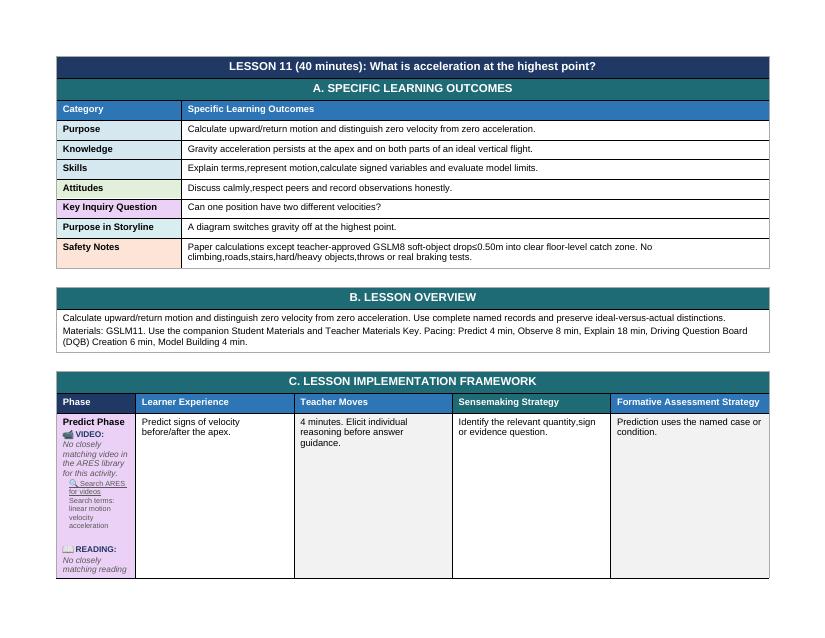 LESSON 11 (40 minutes): What is acceleration at the highest point?
A. SPECIFIC LEARNING OUTCOMES
Category Specific Learning Outcomes
Purpose Calculate upward/return motion and distinguish zero velocity from zero acceleration.
Knowledge Gravity acceleration persists at the apex and on both parts of an ideal vertical flight.
Skills Explain terms,represent motion,calculate signed variables and evaluate model limits.
Attitudes Discuss calmly,respect peers and record observations honestly.
Key Inquiry Question Can one position have two different velocities?
Purpose in Storyline A diagram switches gravity off at the highest point.
Safety Notes Paper calculations except teacher-approved GSLM8 soft-object drop≤0.50m into clear floor-level catch zone. No
climbing,roads,stairs,hard/heavy objects,throws or real braking tests.
B. LESSON OVERVIEW
Calculate upward/return motion and distinguish zero velocity from zero acceleration. Use complete named records and preserve ideal-versus-actual distinctions.
Materials: GSLM11. Use the companion Student Materials and Teacher Materials Key. Pacing: Predict 4 min, Observe 8 min, Explain 18 min, Driving Question Board
(DQB) Creation 6 min, Model Building 4 min.
C. LESSON IMPLEMENTATION FRAMEWORK
Phase Learner Experience Teacher Moves Sensemaking Strategy Formative Assessment Strategy
Predict Phase
📹 VIDEO:
No closely
matching video in
the ARES library
for this activity.
🔍 Search ARES
for videos
Search terms:
linear motion
velocity
acceleration
📖 READING:
No closely
matching reading
Predict signs of velocity
before/after the apex.
4 minutes. Elicit individual
reasoning before answer
guidance.
Identify the relevant quantity,sign
or evidence question.
Prediction uses the named case or
condition.